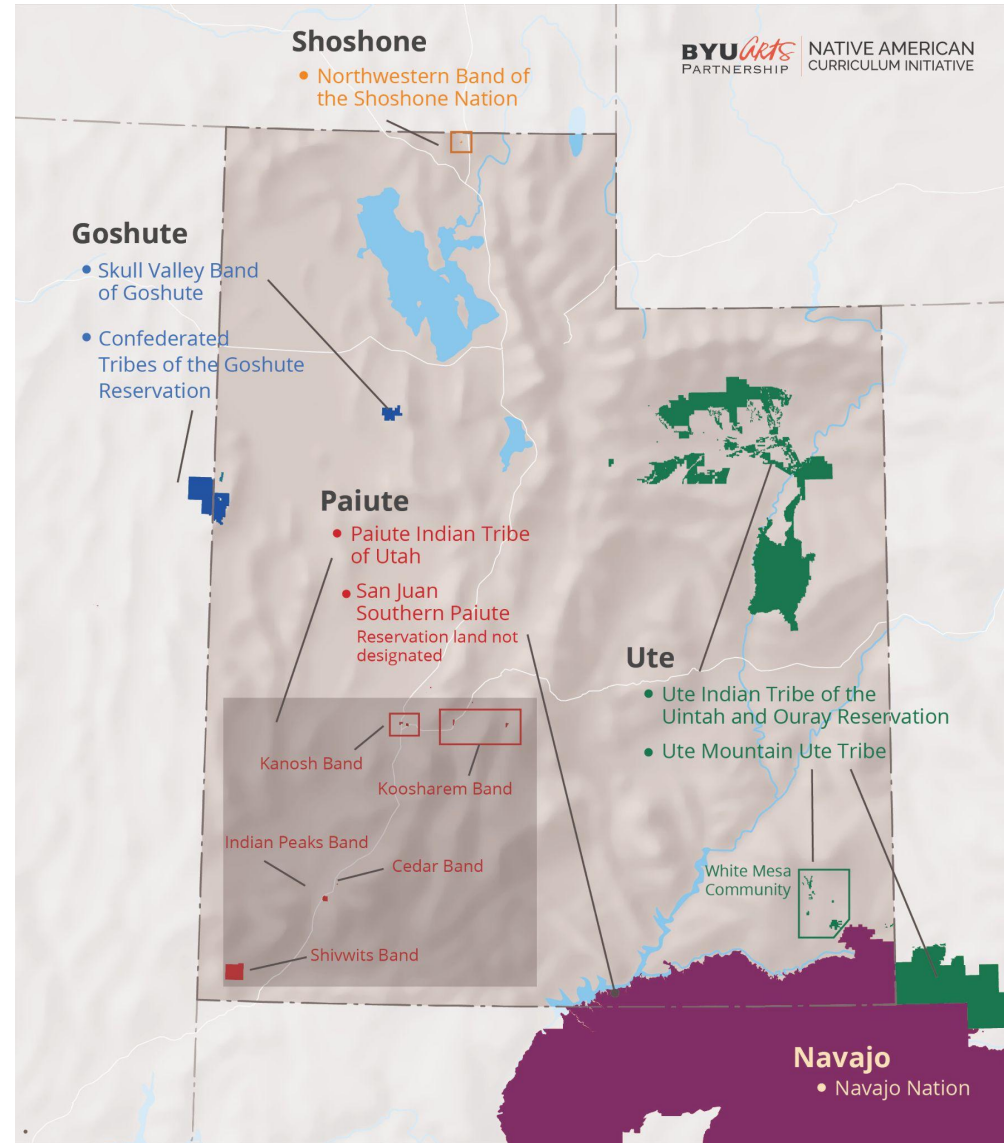 Shoshone
• Northwestern Band of
the Shoshone Nation
BYU Arts
PARTNERSHIP
NATIVE AMERICAN
CURRICULUM INITIATIVE
Goshute
• Skull Valley Band
of Goshute
• Confederated
Tribes of the Goshute
Reservation
Paiute
• Paiute Indian Tribe
of Utah
• San Juan
Southern Paiute
Reservation land not
designated
Ute
• Ute Indian Tribe of the
Uintah and Ouray Reservation
• Ute Mountain Ute Tribe
Kanosh Band
Koosharem Band
Indian Peaks Band
Cedar Band
Shivwits Band
White Mesa
Community
Navajo
• Navajo Nation